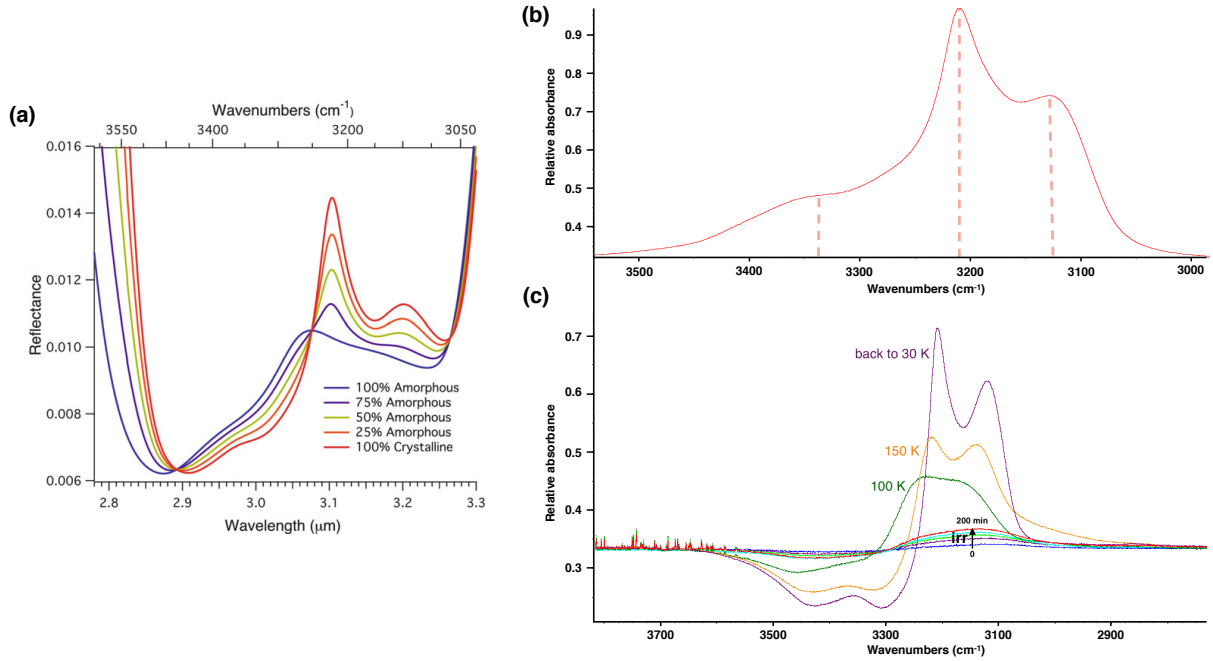 (a)
Wavenumbers (cm⁻¹)
3550 3400 3200 3050
0.016
0.014
0.012
0.010
0.008
0.006
Reflectance
100% Amorphous
75% Amorphous
50% Amorphous
25% Amorphous
100% Crystalline
2.8 2.9 3.0 3.1 3.2 3.3
Wavelength (μm)
(b)
0.9
0.8
0.7
0.6
0.5
0.4
Relative absorbance
3500 3400 3300 3200 3100 3000
Wavenumbers (cm⁻¹)
(c)
0.7
0.6
0.5
0.4
0.3
Relative absorbance
back to 30 K
150 K
100 K
200 min
irr
0
3700 3500 3300 3100 2900
Wavenumbers (cm⁻¹)